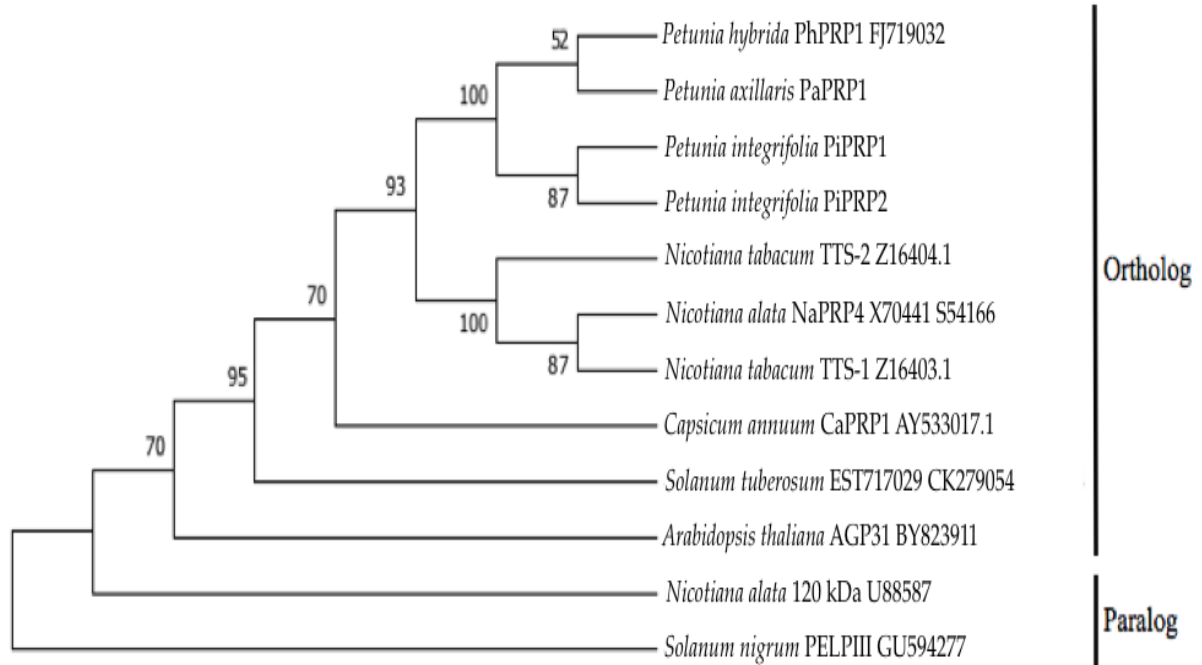 52
Petunia hybrida PhPRP1 FJ719032
Petunia axillaris PaPRP1
100
Petunia integrifolia PiPRP1
93
87
Petunia integrifolia PiPRP2
Nicotiana tabacum TTS-2 Z16404.1
Ortholog
70
Nicotiana alata NaPRP4 X70441 S54166
100
87
Nicotiana tabacum TTS-1 Z16403.1
95
Capsicum annuum CaPRP1 AY533017.1
70
Solanum tuberosum EST717029 CK279054
Arabidopsis thaliana AGP31 BY823911
Nicotiana alata 120 kDa U88587
Paralog
Solanum nigrum PELPIII GU594277